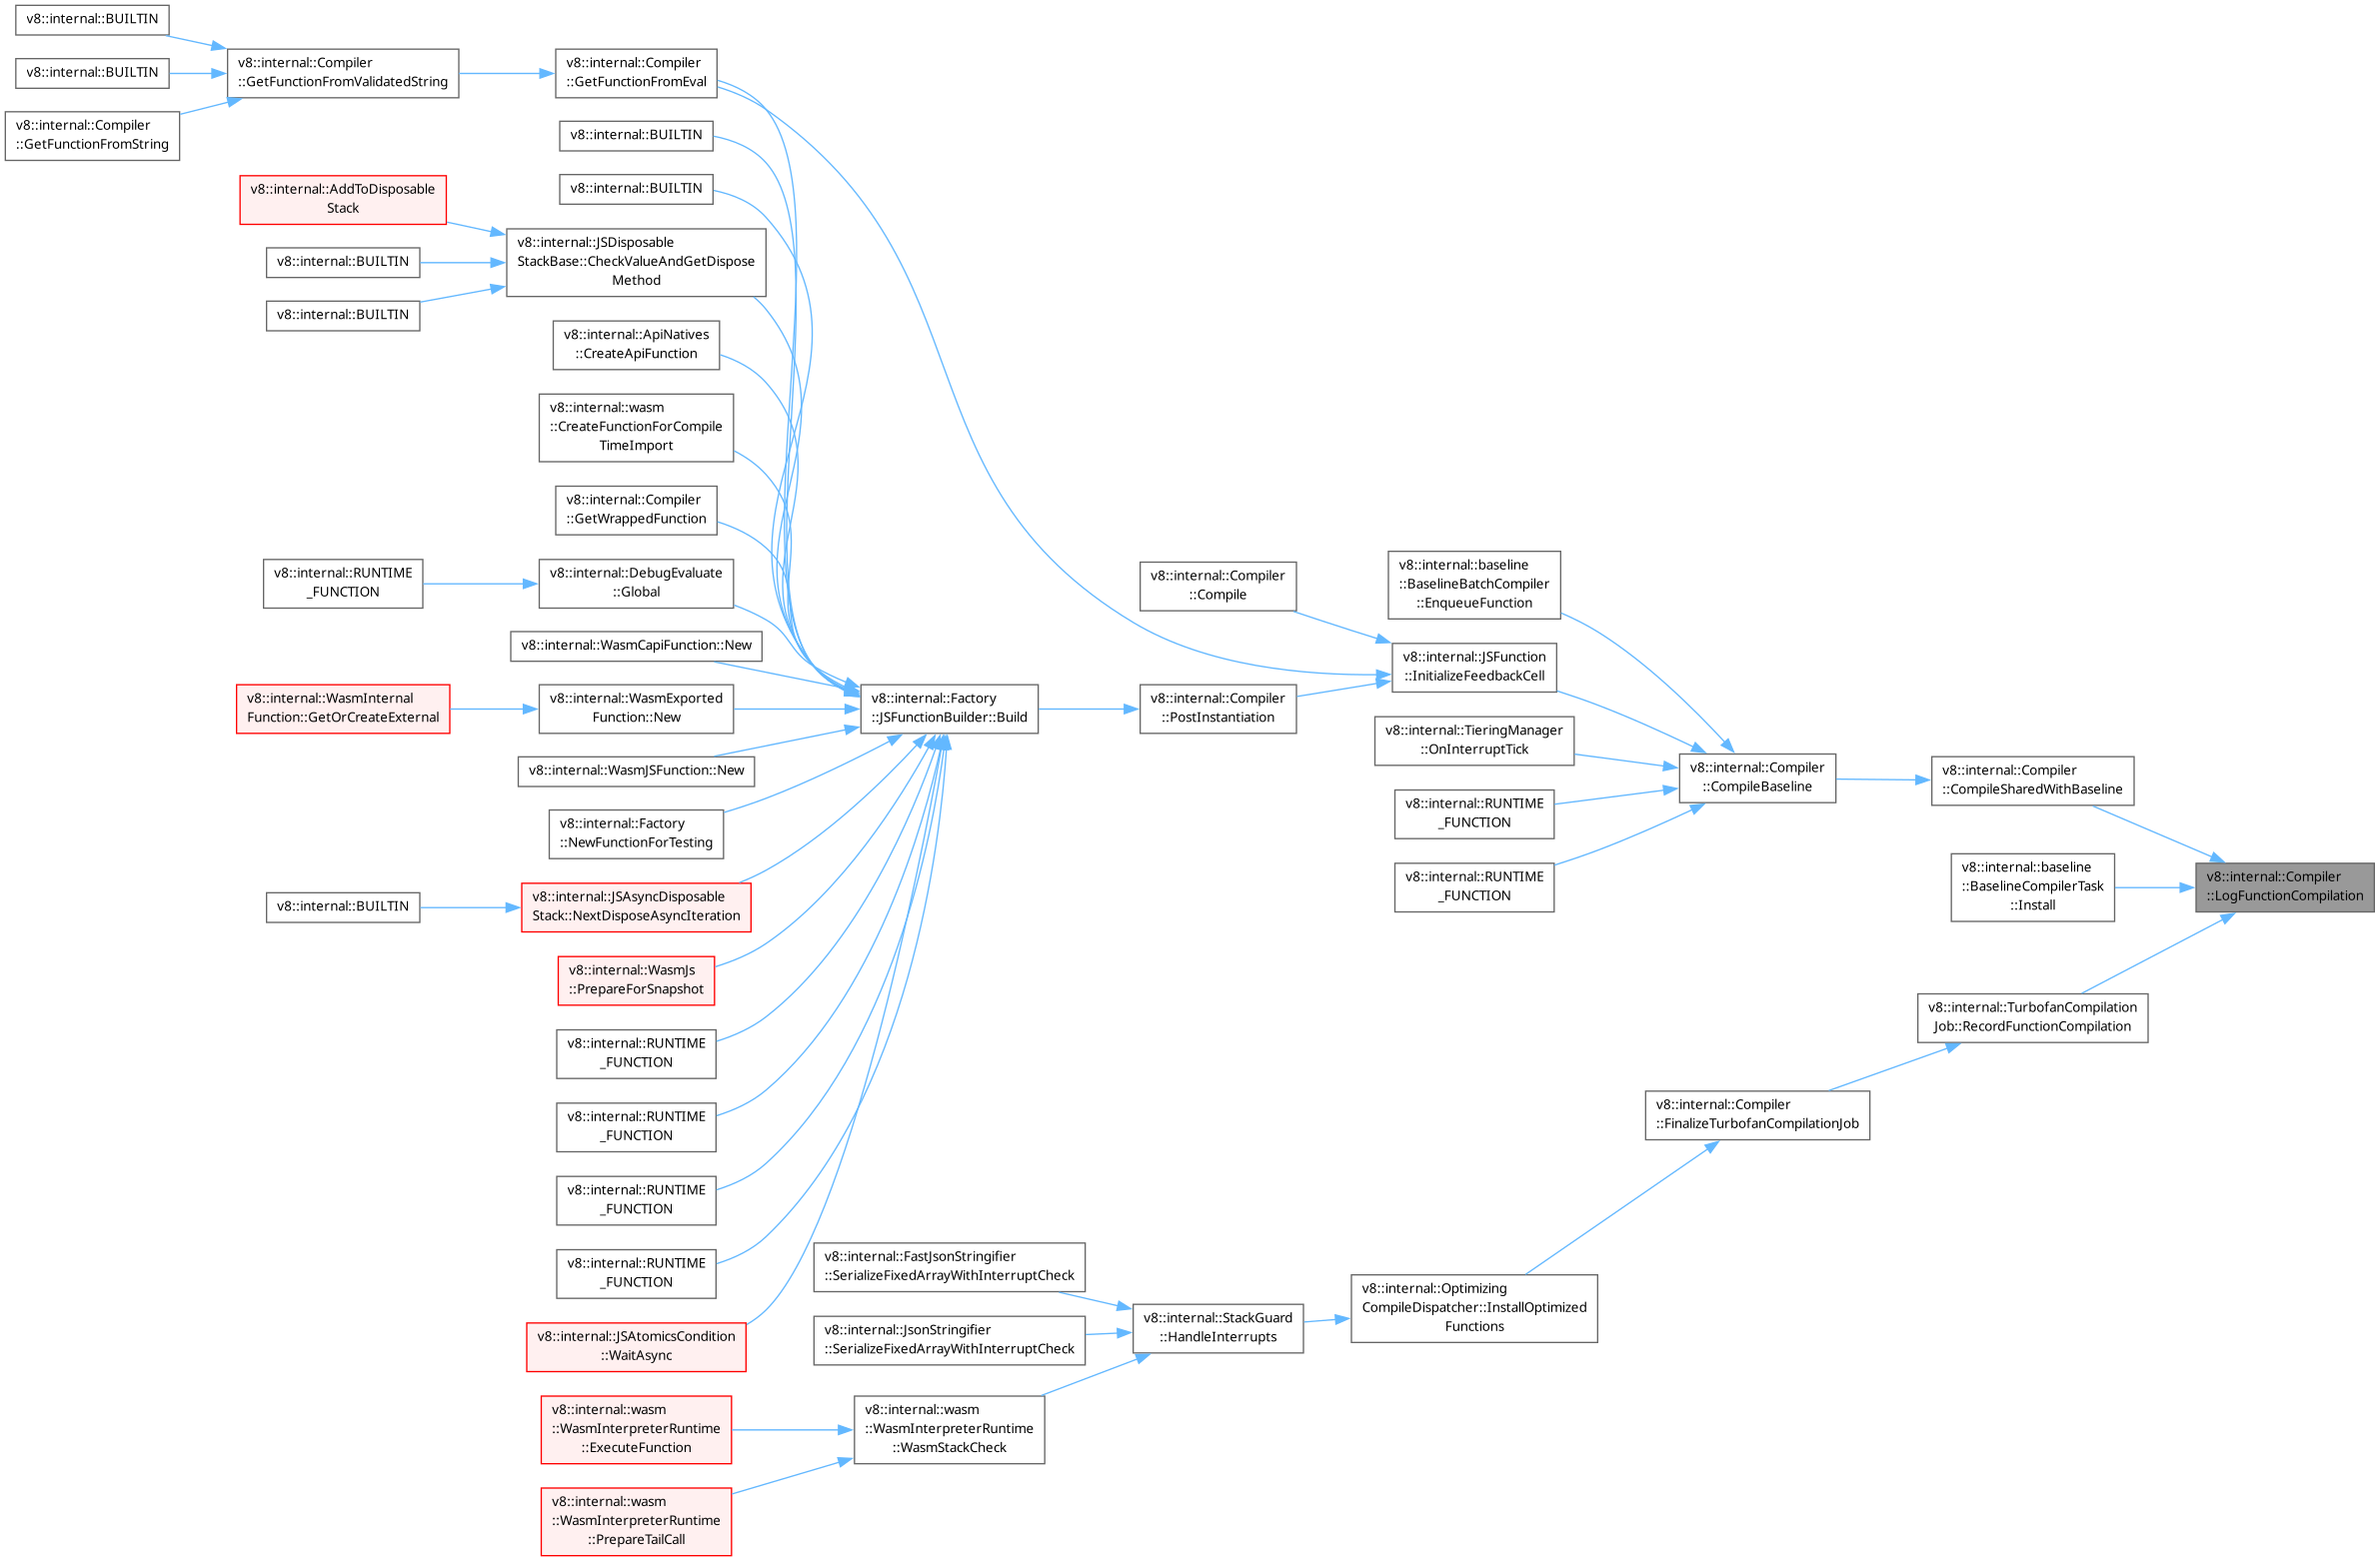 v8::internal::BUILTIN
v8::internal::BUILTIN
v8::internal::Compiler
::GetFunctionFromString
v8::internal::Compiler
::GetFunctionFromValidatedString
v8::internal::Compiler
::GetFunctionFromEval
v8::internal::BUILTIN
v8::internal::BUILTIN
v8::internal::AddToDisposable
Stack
v8::internal::BUILTIN
v8::internal::BUILTIN
v8::internal::JSDisposable
StackBase::CheckValueAndGetDispose
Method
v8::internal::ApiNatives
::CreateApiFunction
v8::internal::wasm
::CreateFunctionForCompile
TimeImport
v8::internal::Compiler
::GetWrappedFunction
v8::internal::RUNTIME
_FUNCTION
v8::internal::DebugEvaluate
::Global
v8::internal::WasmCapiFunction::New
v8::internal::WasmInternal
Function::GetOrCreateExternal
v8::internal::WasmExported
Function::New
v8::internal::WasmJSFunction::New
v8::internal::Factory
::NewFunctionForTesting
v8::internal::BUILTIN
v8::internal::JSAsyncDisposable
Stack::NextDisposeAsyncIteration
v8::internal::WasmJs
::PrepareForSnapshot
v8::internal::RUNTIME
_FUNCTION
v8::internal::RUNTIME
_FUNCTION
v8::internal::RUNTIME
_FUNCTION
v8::internal::RUNTIME
_FUNCTION
v8::internal::JSAtomicsCondition
::WaitAsync
v8::internal::wasm
::WasmInterpreterRuntime
::ExecuteFunction
v8::internal::wasm
::WasmInterpreterRuntime
::PrepareTailCall
v8::internal::Factory
::JSFunctionBuilder::Build
v8::internal::FastJsonStringifier
::SerializeFixedArrayWithInterruptCheck
v8::internal::JsonStringifier
::SerializeFixedArrayWithInterruptCheck
v8::internal::wasm
::WasmInterpreterRuntime
::WasmStackCheck
v8::internal::Compiler
::Compile
v8::internal::Compiler
::PostInstantiation
v8::internal::StackGuard
::HandleInterrupts
v8::internal::baseline
::BaselineBatchCompiler
::EnqueueFunction
v8::internal::JSFunction
::InitializeFeedbackCell
v8::internal::TieringManager
::OnInterruptTick
v8::internal::RUNTIME
_FUNCTION
v8::internal::RUNTIME
_FUNCTION
v8::internal::Optimizing
CompileDispatcher::InstallOptimized
Functions
v8::internal::Compiler
::CompileBaseline
v8::internal::Compiler
::FinalizeTurbofanCompilationJob
v8::internal::Compiler
::CompileSharedWithBaseline
v8::internal::baseline
::BaselineCompilerTask
::Install
v8::internal::TurbofanCompilation
Job::RecordFunctionCompilation
v8::internal::Compiler
::LogFunctionCompilation